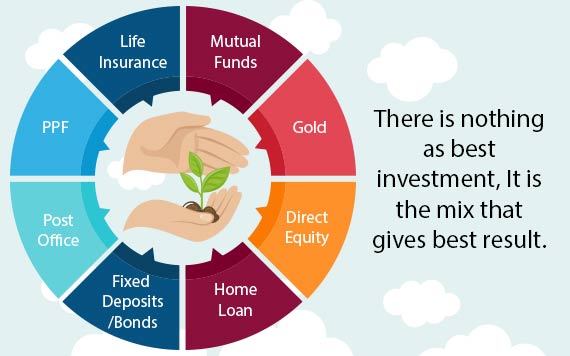 Life
Insurance
Mutual
Funds
PPF
Gold
Post
Office
Direct
Equity
Fixed
Deposits
/Bonds
Home
Loan
There is nothing
as best
investment, It is
the mix that
gives best result.